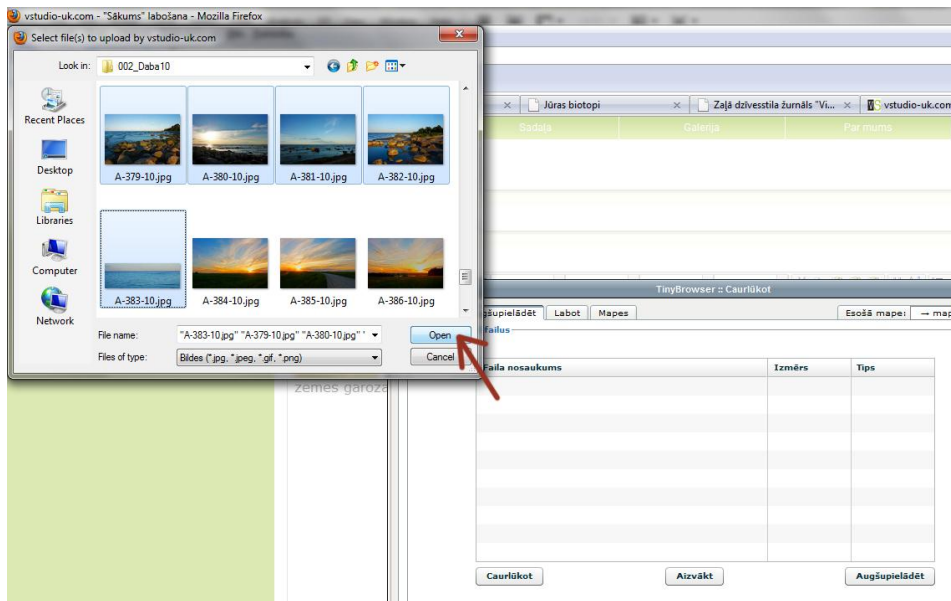 vstudio-uk.com - "Sākums" labošana - Mozilla Firefox
Select file(s) to upload by vstudio-uk.com
Look in: 002_Daba10
Recent Places
Desktop
Libraries
Computer
Network
A-379-10.jpg A-380-10.jpg A-381-10.jpg A-382-10.jpg
A-383-10.jpg A-384-10.jpg A-385-10.jpg A-386-10.jpg
File name: "A-383-10.jpg" "A-379-10.jpg" "A-380-10.jpg" " Open
Files of type: Bildes (*.jpg, *.jpeg, *.gif, *.png) Cancel
Jūras biotopi Zaļā dzīvesstila žurnāls "Vi... VS vstudio-uk.com
Sadaļa Galerija Par mums
TinyBrowser :: Caurlūkot
Labot Mapes Esošā mape:
failus
Faila nosaukums Izmērs Tips
zemes garoza
Caurlūkot Aizvākt Augšupielādēt